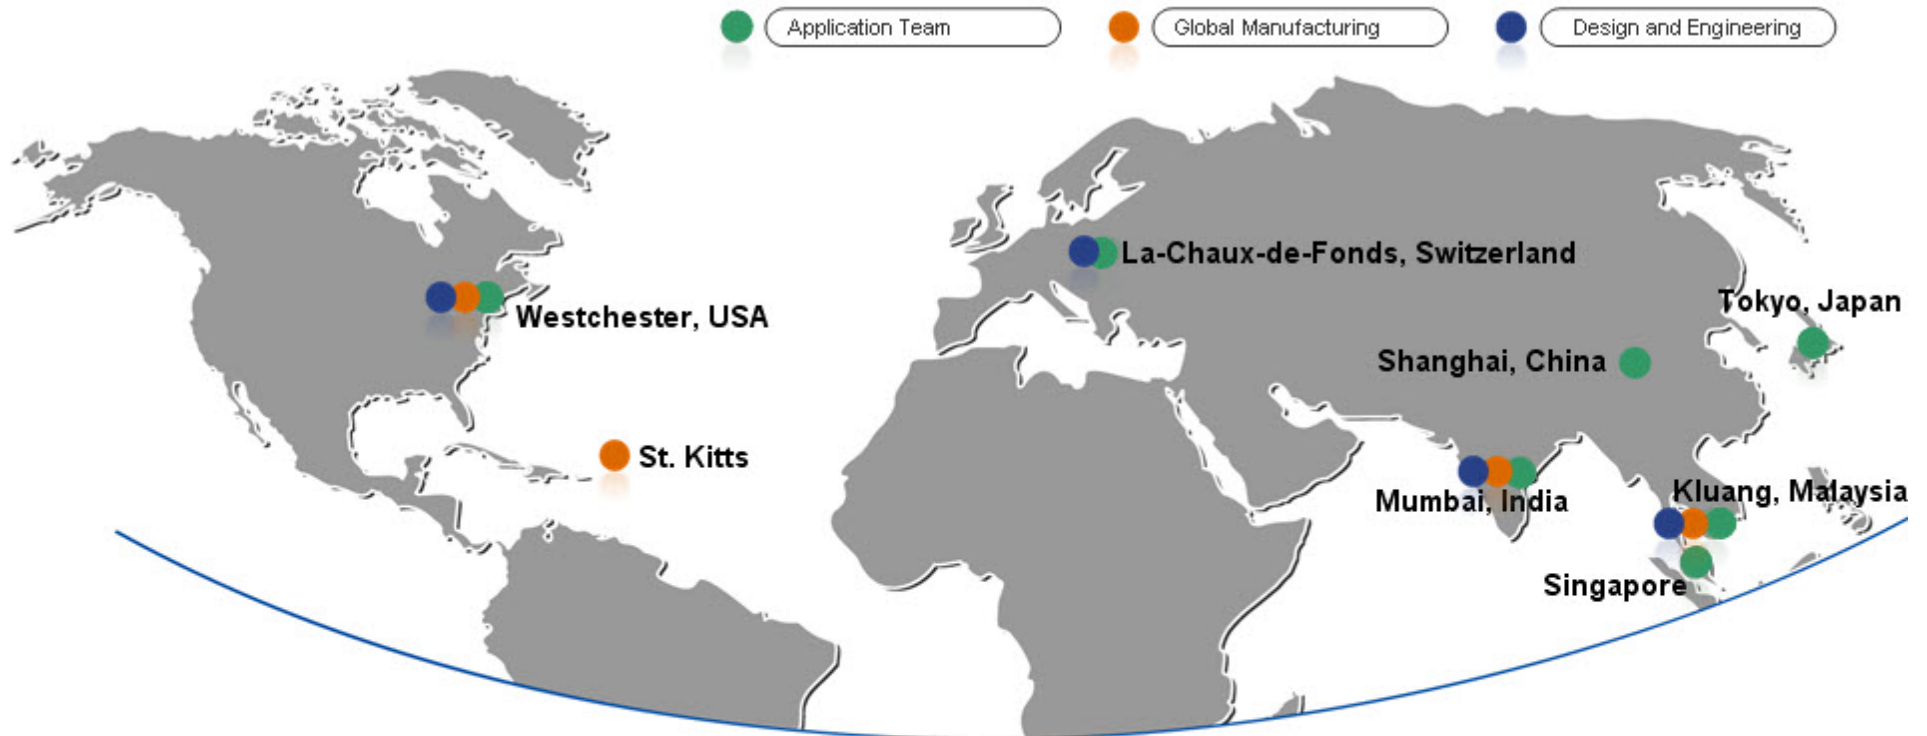 Application Team
Global Manufacturing
Design and Engineering
La-Chaux-de-Fonds, Switzerland
Westchester, USA
Tokyo, Japan
Shanghai, China
St. Kitts
Mumbai, India
Kluang, Malaysia
Singapore